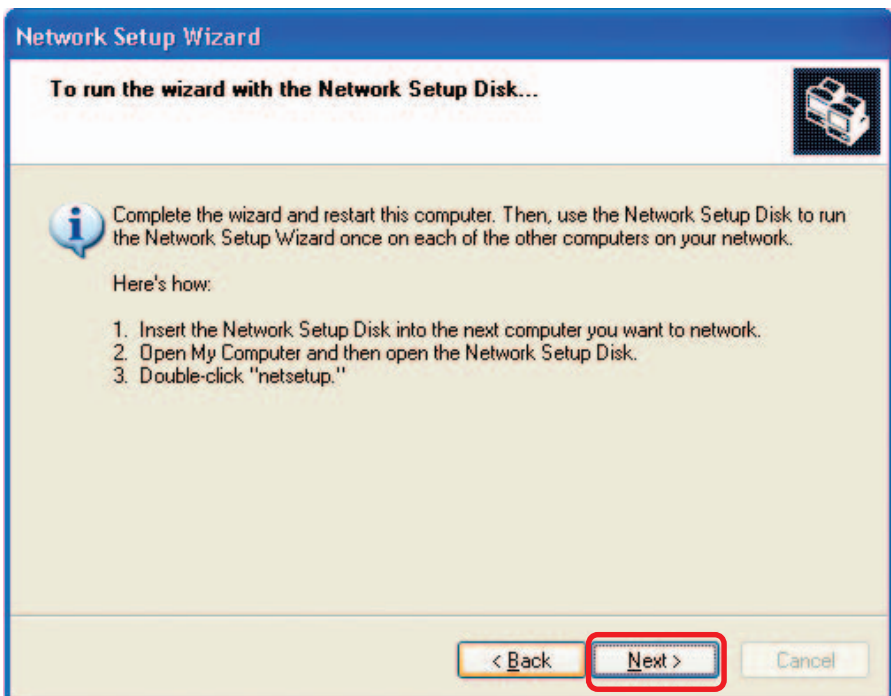 Network Setup Wizard
To run the wizard with the Network Setup Disk...
Complete the wizard and restart this computer. Then, use the Network Setup Disk to run
the Network Setup Wizard once on each of the other computers on your network.
Here's how:
1. Insert the Network Setup Disk into the next computer you want to network.
2. Open My Computer and then open the Network Setup Disk.
3. Double-click "netsetup."
< Back
Next >
Cancel